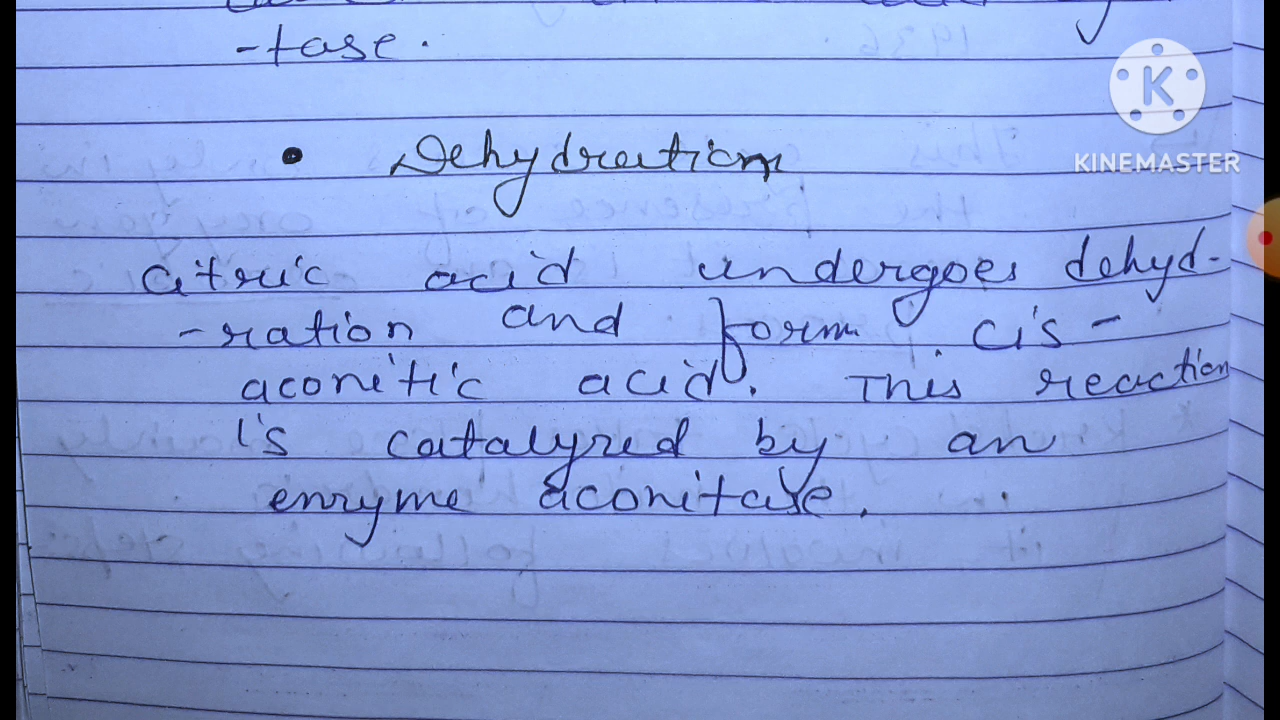 -tase.
KINEMASTER
• Dehydration
citric acid undergoes dehyd-
-ration and form cis-
aconitic acid. This reaction
is catalyzed by an
enzyme aconitase.